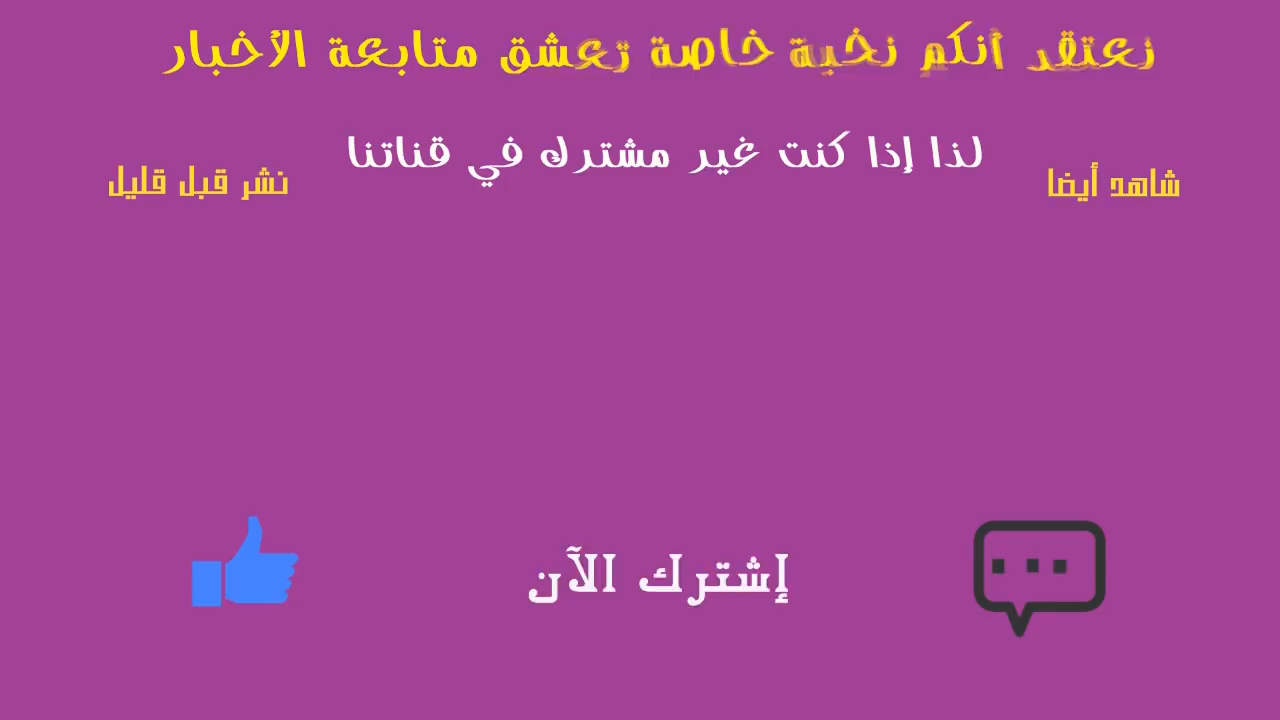 نعتقد أنكم نخبة خاصة تعشق متابعة الأخبار
لذا إذا كنت غير مشترك في قناتنا
شاهد أيضا
نشر قبل قليل
إشترك الآن